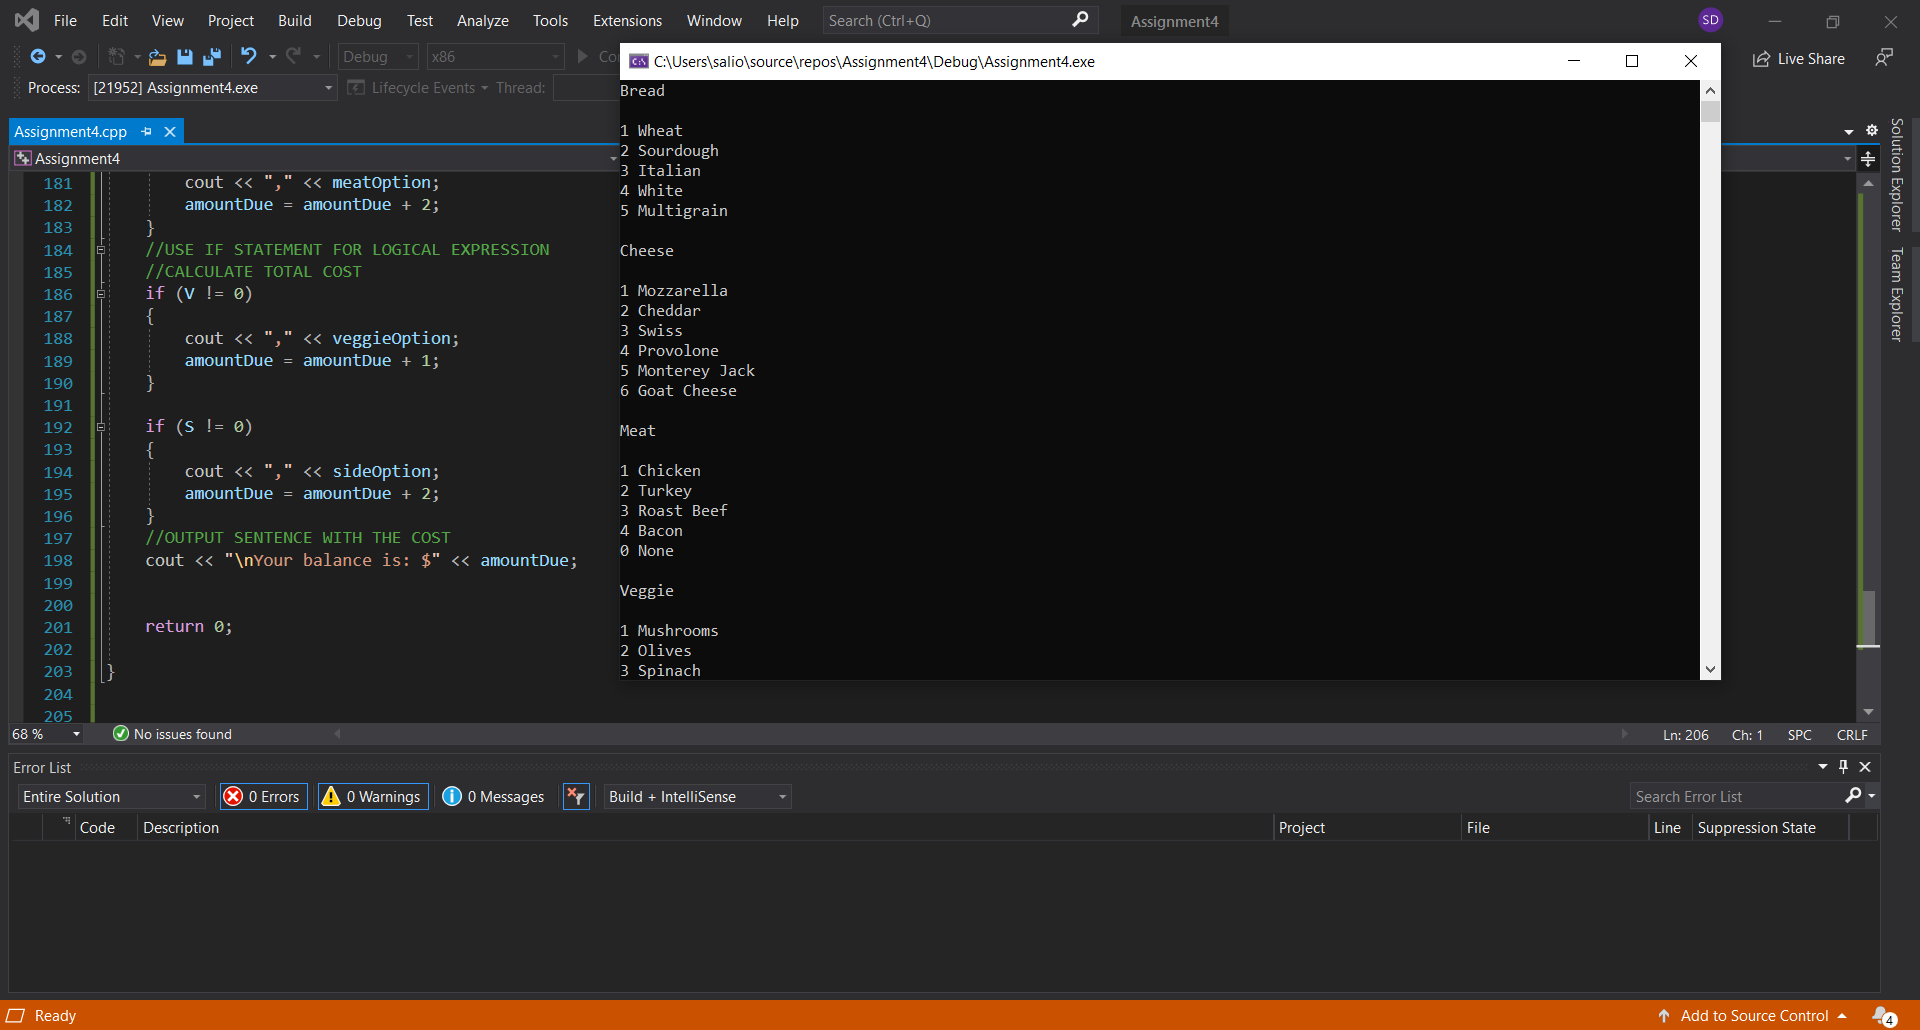 File Edit View Project Build Debug Test Analyze Tools Extensions Window Help Search (Ctrl+Q) Assignment4 SD
Debug x86 Live Share
Process: [21952] Assignment4.exe Lifecycle Events Thread:
C:\Users\salio\source\repos\Assignment4\Debug\Assignment4.exe
Assignment4.cpp
Assignment4
181 cout << "," << meatOption;
182 amountDue = amountDue + 2;
183 }
184 //USE IF STATEMENT FOR LOGICAL EXPRESSION
185 //CALCULATE TOTAL COST
186 if (V != 0)
187 {
188 cout << "," << veggieOption;
189 amountDue = amountDue + 1;
190 }
191
192 if (S != 0)
193 {
194 cout << "," << sideOption;
195 amountDue = amountDue + 2;
196 }
197 //OUTPUT SENTENCE WITH THE COST
198 cout << "\nYour balance is: $" << amountDue;
199
200
201 return 0;
202
203 }
204
205
Bread
1 Wheat
2 Sourdough
3 Italian
4 White
5 Multigrain
Cheese
1 Mozzarella
2 Cheddar
3 Swiss
4 Provolone
5 Monterey Jack
6 Goat Cheese
Meat
1 Chicken
2 Turkey
3 Roast Beef
4 Bacon
0 None
Veggie
1 Mushrooms
2 Olives
3 Spinach
Solution Explorer
Team Explorer
68 % No issues found Ln: 206 Ch: 1 SPC CRLF
Error List
Entire Solution 0 Errors 0 Warnings 0 Messages Build + IntelliSense Search Error List
Code Description Project File Line Suppression State
Ready Add to Source Control 4